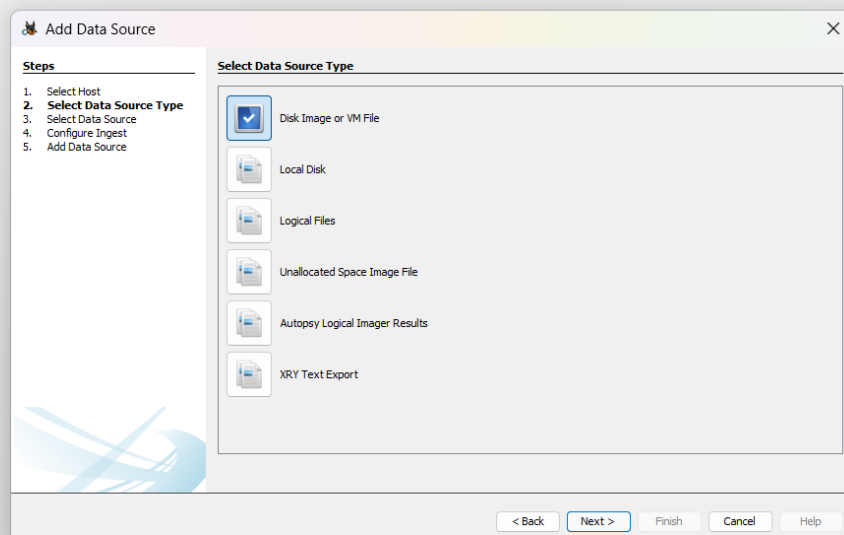 Add Data Source
Steps
1. Select Host
2. Select Data Source Type
3. Select Data Source
4. Configure Ingest
5. Add Data Source
Select Data Source Type
Disk Image or VM File
Local Disk
Logical Files
Unallocated Space Image File
Autopsy Logical Imager Results
XRY Text Export
< Back
Next >
Finish
Cancel
Help